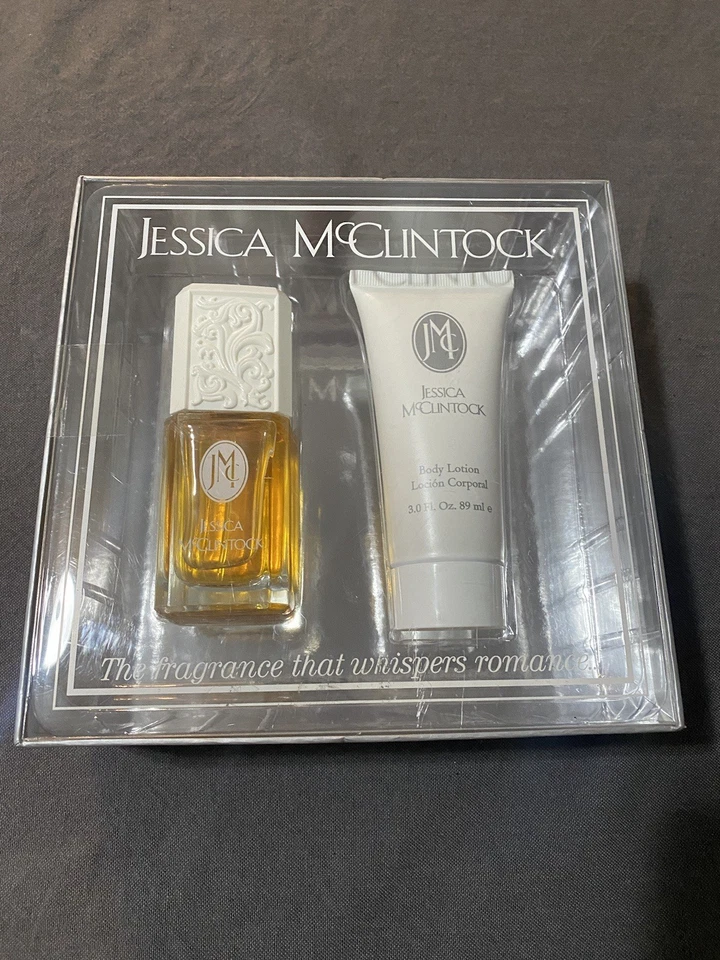 JESSICA McCLINTOCK
JMC
JESSICA
McCLINTOCK
JMC
JESSICA
McCLINTOCK
Body Lotion
Loción Corporal
3.0 Fl. Oz. 89 ml e
The fragrance that whispers romance...